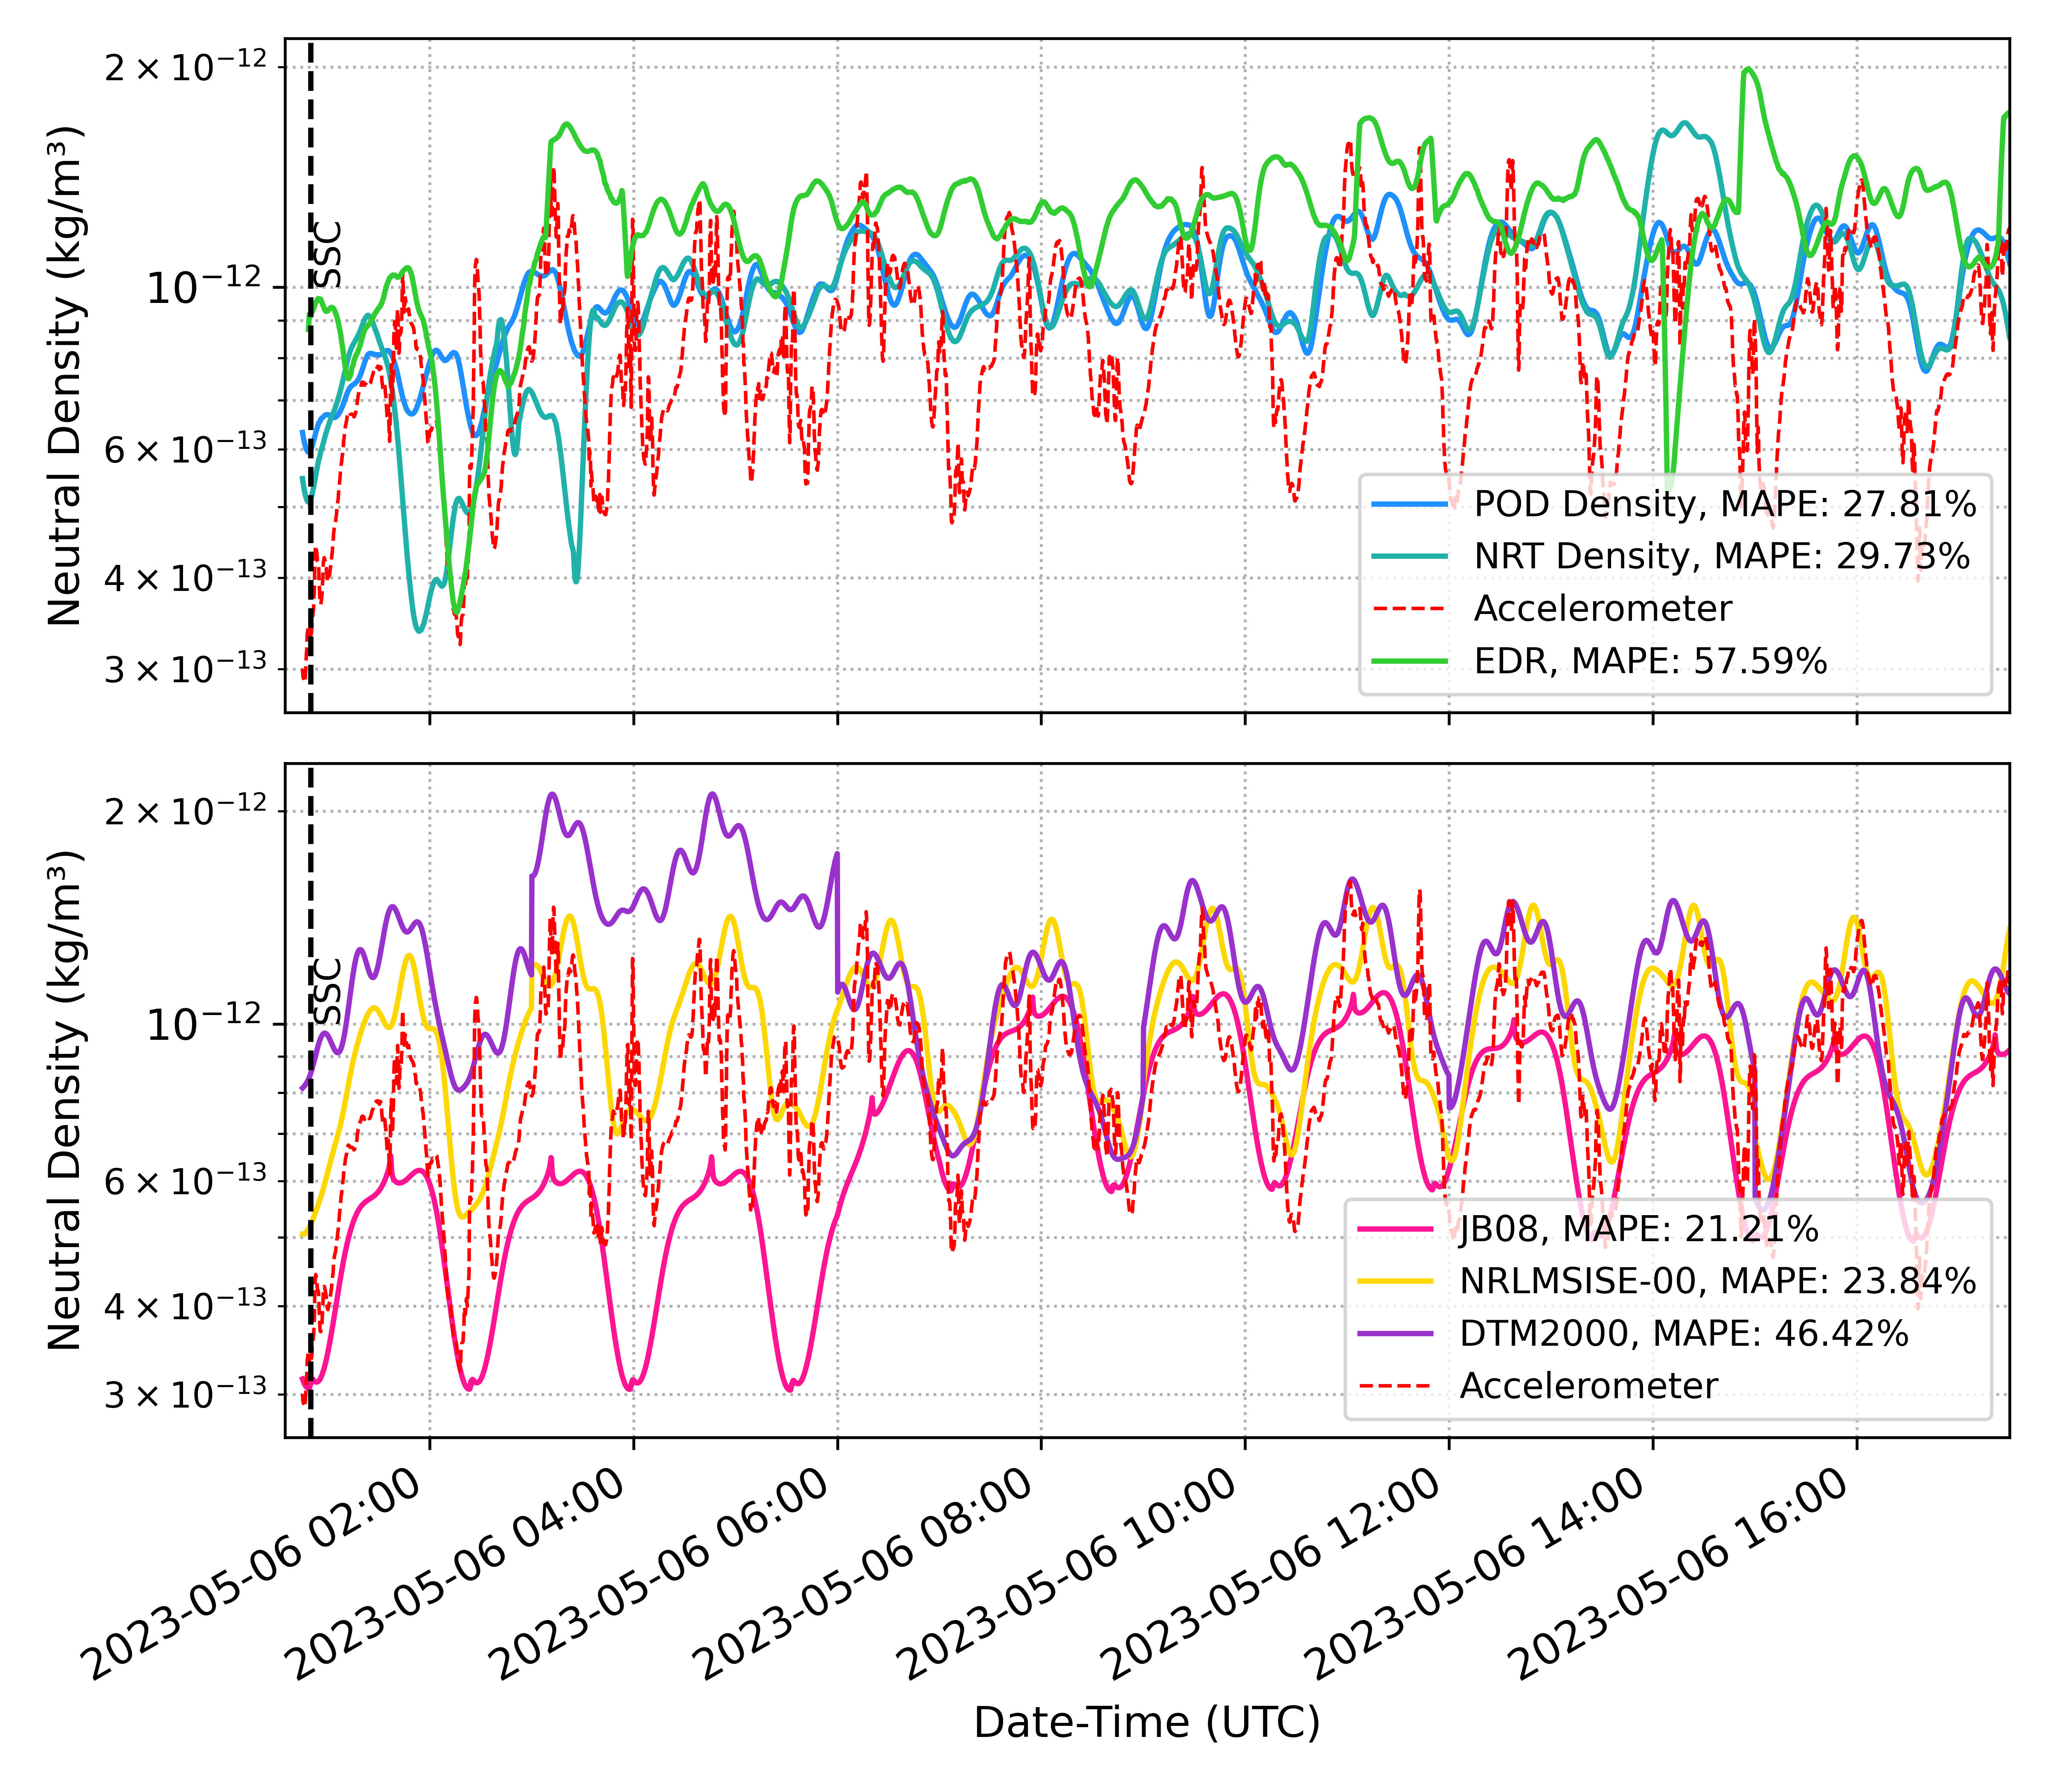 2×10⁻¹²
10⁻¹²
6×10⁻¹³
4×10⁻¹³
3×10⁻¹³
Neutral Density (kg/m³)
SSC
POD Density, MAPE: 27.81%
NRT Density, MAPE: 29.73%
Accelerometer
EDR, MAPE: 57.59%
2×10⁻¹²
10⁻¹²
6×10⁻¹³
4×10⁻¹³
3×10⁻¹³
Neutral Density (kg/m³)
SSC
JB08, MAPE: 21.21%
NRLMSISE-00, MAPE: 23.84%
DTM2000, MAPE: 46.42%
Accelerometer
2023-05-06 02:00
2023-05-06 04:00
2023-05-06 06:00
2023-05-06 08:00
2023-05-06 10:00
2023-05-06 12:00
2023-05-06 14:00
2023-05-06 16:00
Date-Time (UTC)